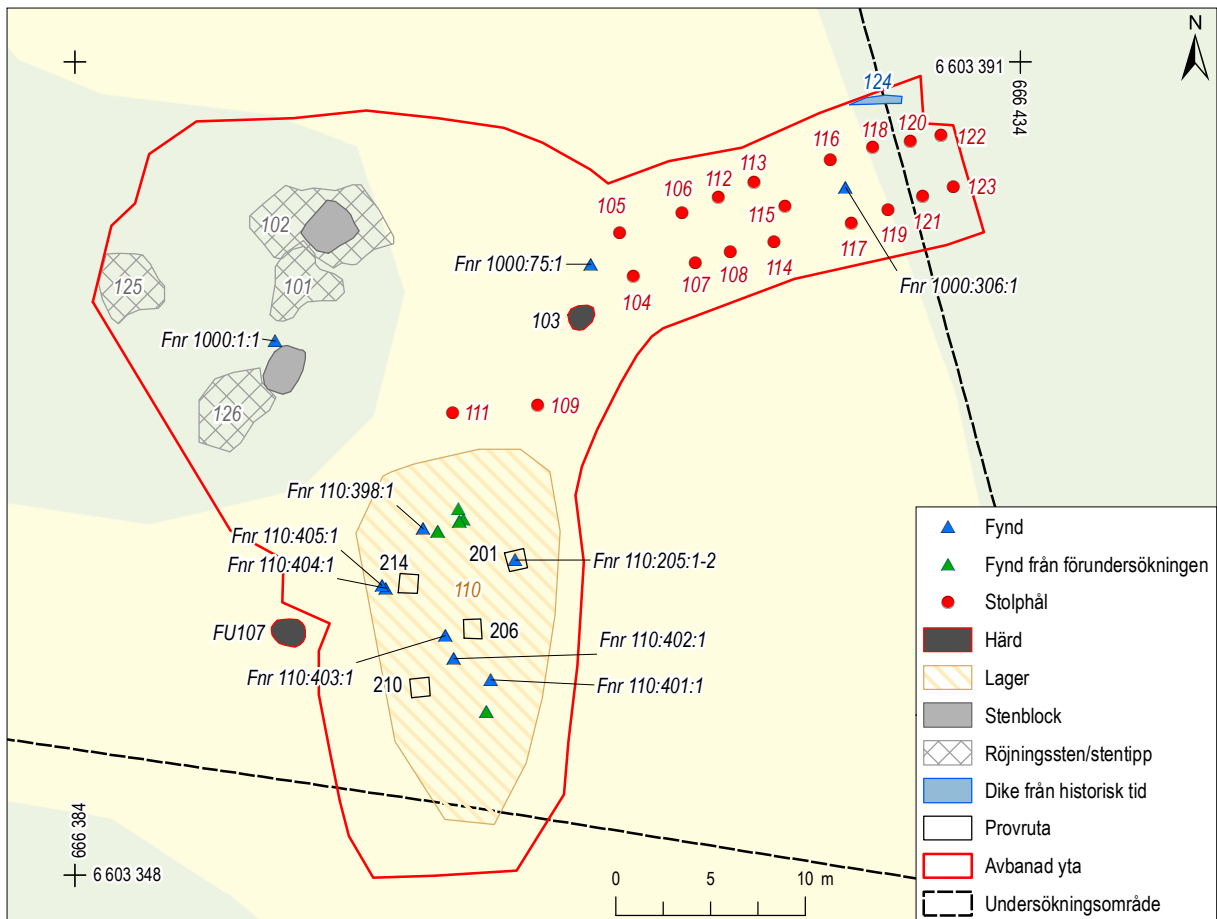 N
6 603 391
666 434
124
116
118
120
122
113
112
106
105
123
115
121
119
117
114
108
107
104
102
101
125
Fnr 1000:75:1
Fnr 1000:306:1
103
Fnr 1000:1:1
126
111
109
Fnr 110:398:1
Fnr 110:405:1
Fnr 110:404:1
214
201
Fnr 110:205:1-2
110
FU107
206
Fnr 110:402:1
Fnr 110:403:1
210
Fnr 110:401:1
666 384
6 603 348
0 5 10 m
Fynd
Fynd från förundersökningen
Stolphål
Härd
Lager
Stenblock
Röjningssten/stentipp
Dike från historisk tid
Provruta
Avbanad yta
Undersökningsområde